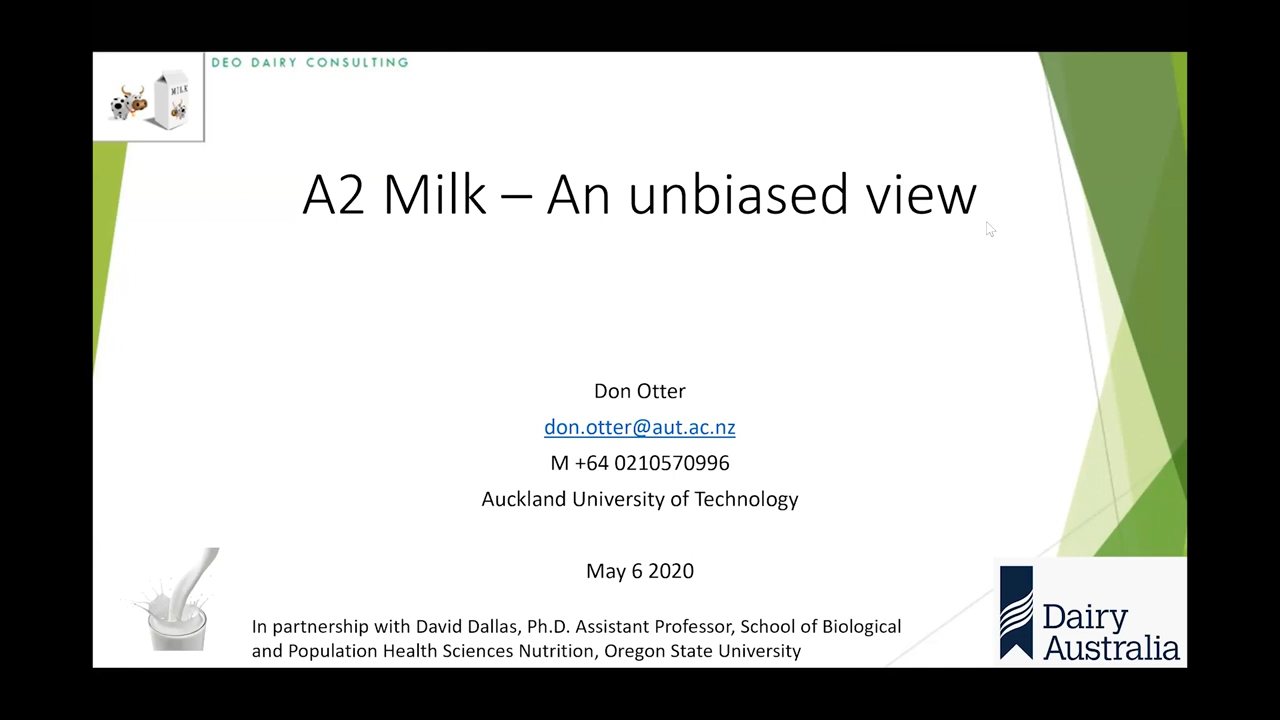 DEO DAIRY CONSULTING
MILK
A2 Milk – An unbiased view
Don Otter
don.otter@aut.ac.nz
M +64 0210570996
Auckland University of Technology
May 6 2020
In partnership with David Dallas, Ph.D. Assistant Professor, School of Biological
and Population Health Sciences Nutrition, Oregon State University
Dairy
Australia